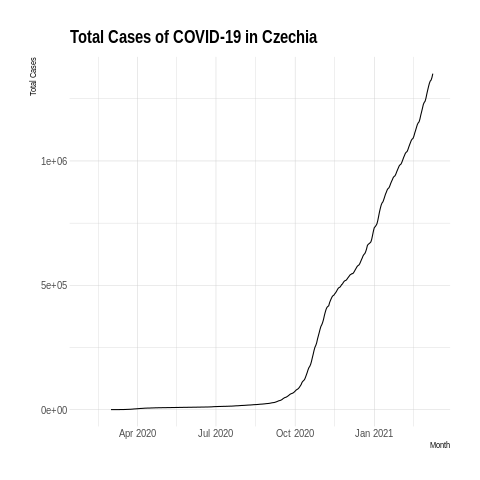 Total Cases of COVID-19 in Czechia
Total Cases
1e+06
5e+05
0e+00
Apr 2020 Jul 2020 Oct 2020 Jan 2021
Month